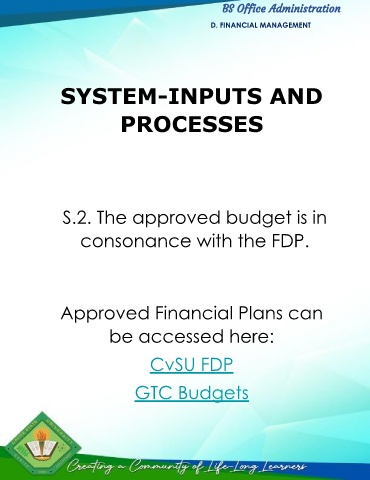 BS Office Administration
D. FINANCIAL MANAGEMENT
SYSTEM-INPUTS AND
PROCESSES
S.2. The approved budget is in
consonance with the FDP.
Approved Financial Plans can
be accessed here:
CvSU FDP
GTC Budgets
Creating a Community of Life-Long Learners